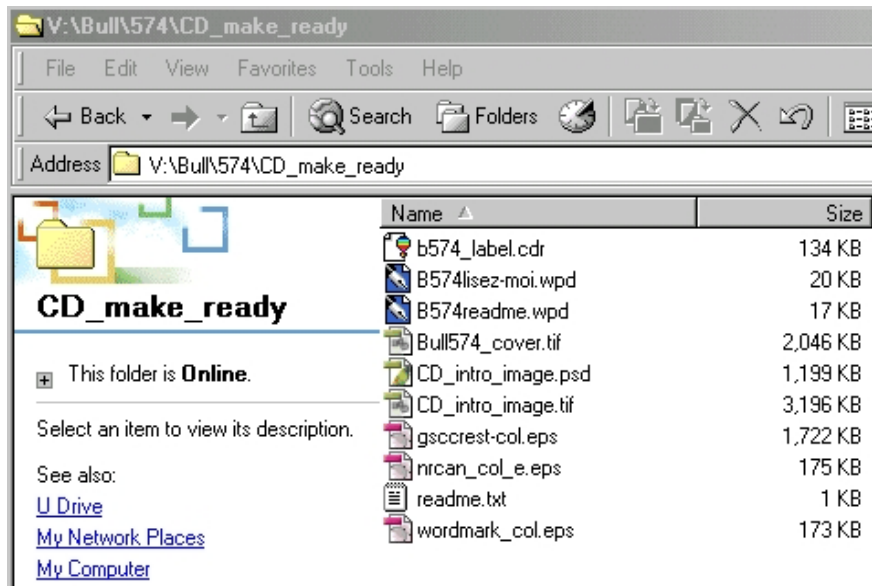 V:\Bull\574\CD_make_ready
File Edit View Favorites Tools Help
Back Search Folders
Address V:\Bull\574\CD_make_ready
CD_make_ready
This folder is Online.
Select an item to view its description.
See also:
U Drive
My Network Places
My Computer
Name Size
b574_label.cdr 134 KB
B574lisez-moi.wpd 20 KB
B574readme.wpd 17 KB
Bull574_cover.tif 2,046 KB
CD_intro_image.psd 1,199 KB
CD_intro_image.tif 3,196 KB
gsccrest-col.eps 1,722 KB
nrcan_col_e.eps 175 KB
readme.txt 1 KB
wordmark_col.eps 173 KB